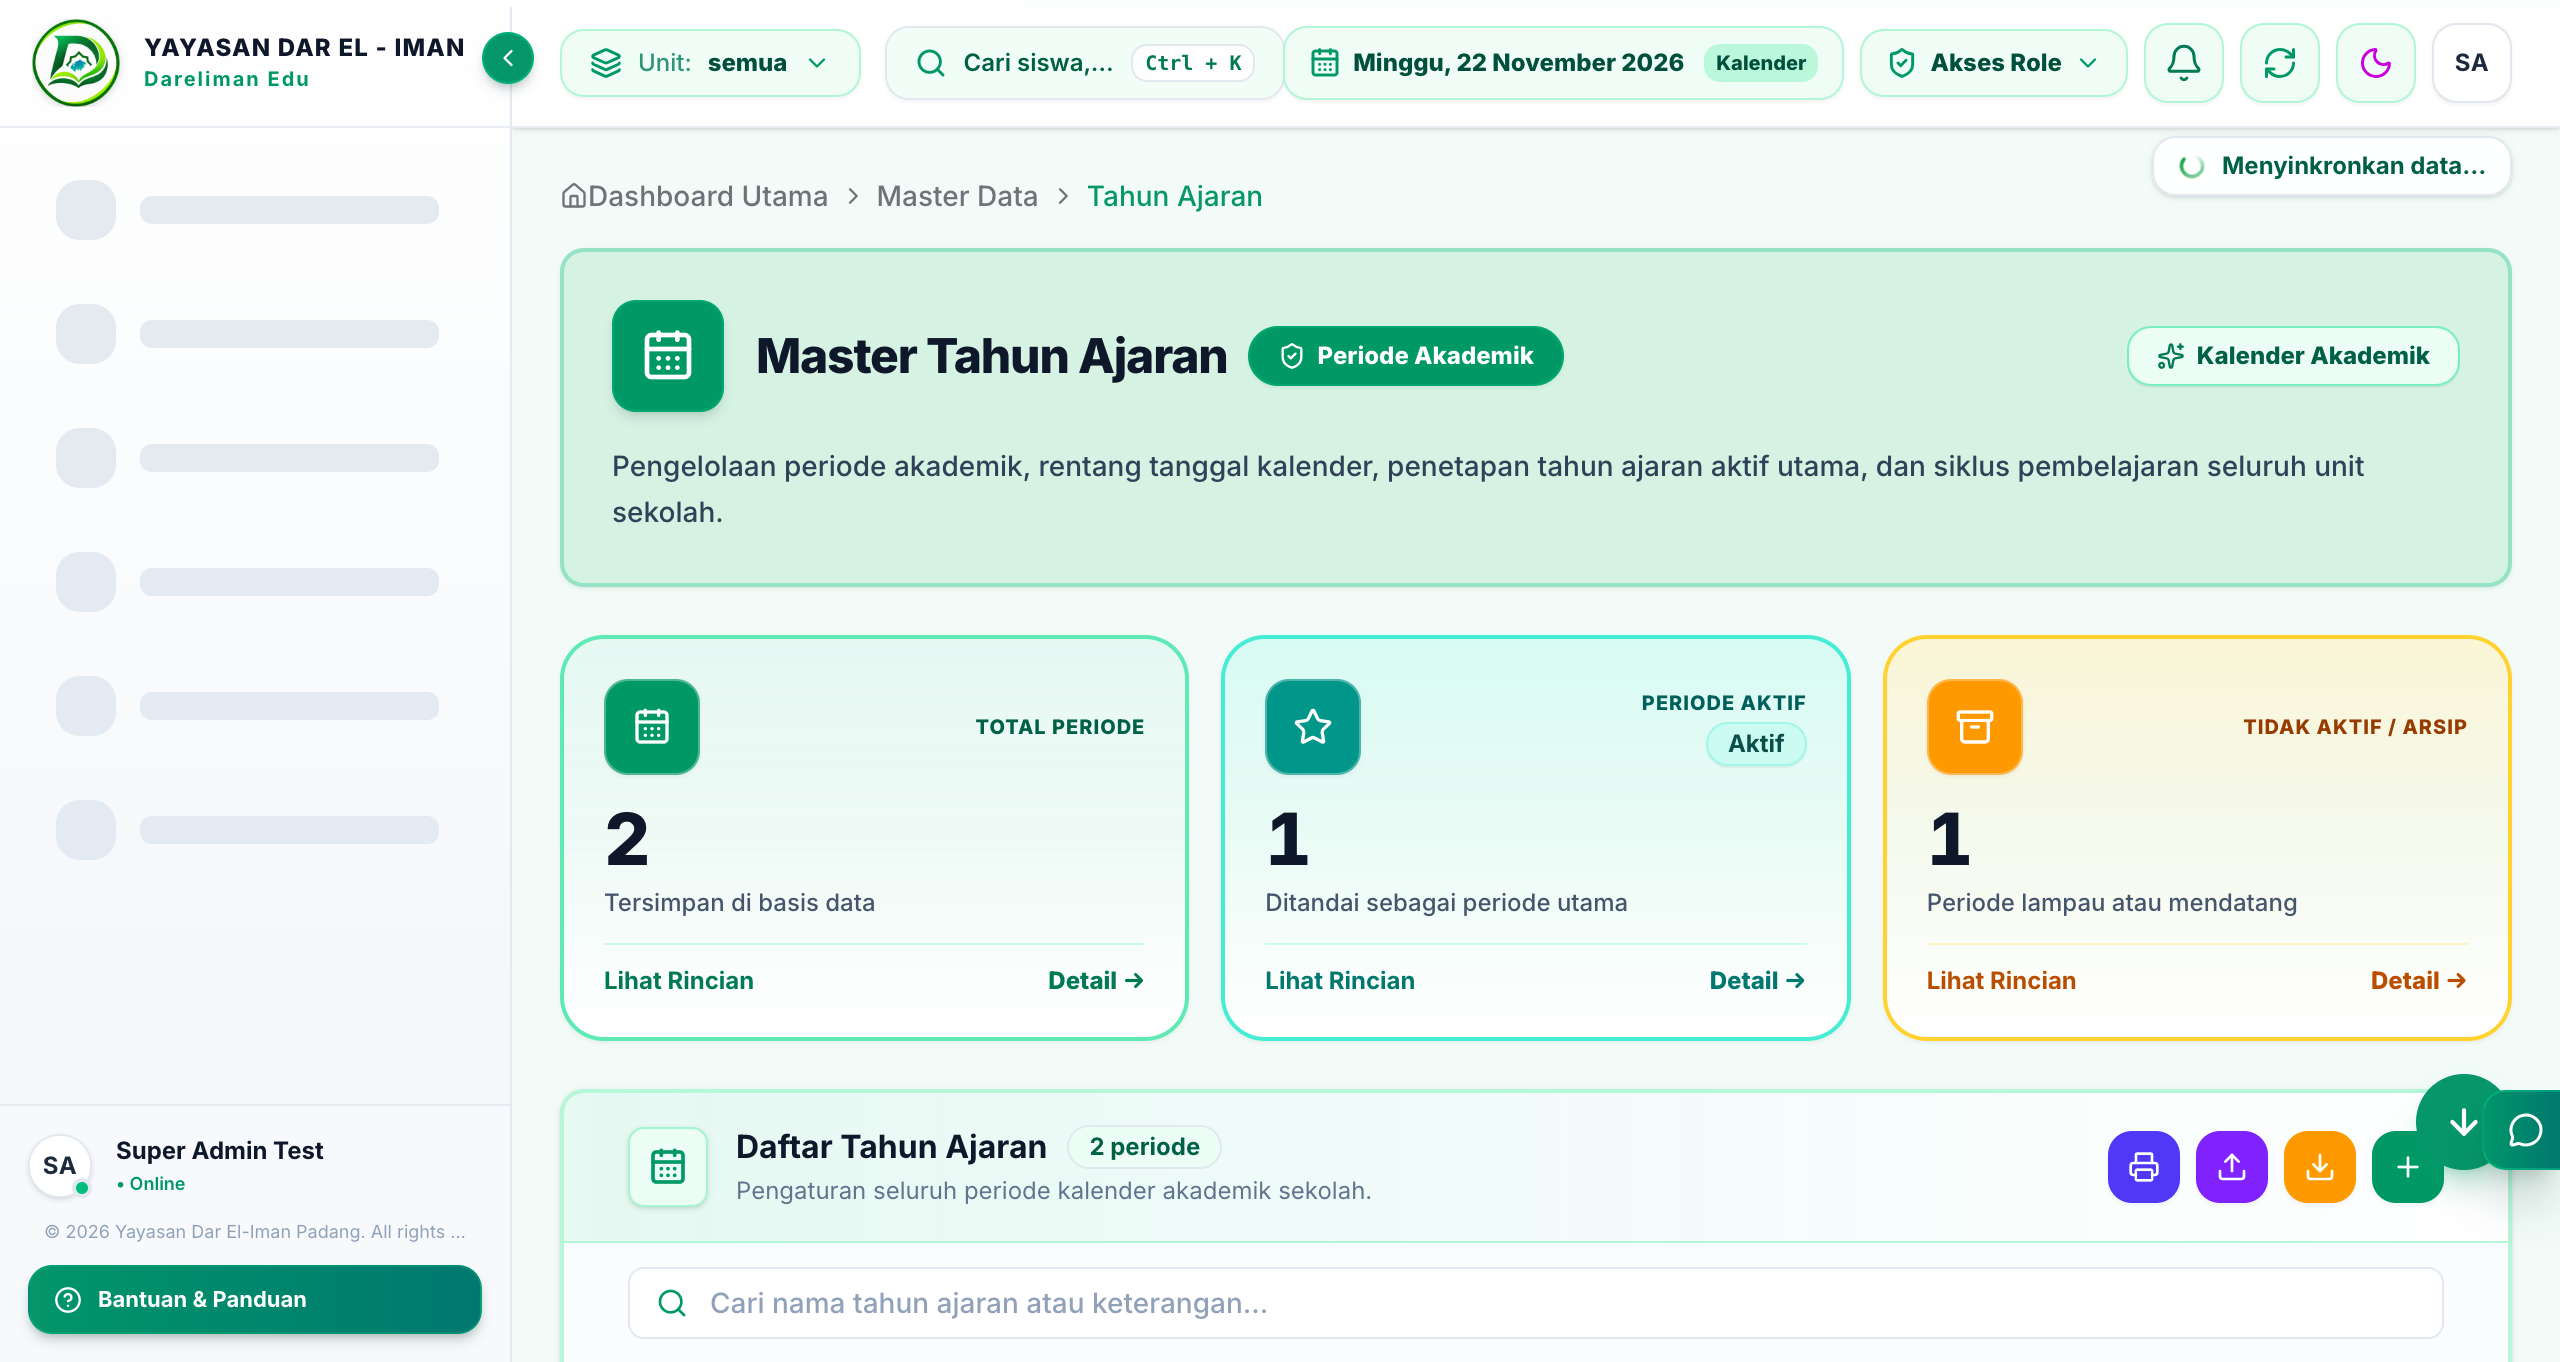 YAYASAN DAR EL - IMAN
Dareliman Edu
Unit: semua
Cari siswa,...
Ctrl + K
Minggu, 22 November 2026
Kalender
Akses Role
SA
Menyinkronkan data...
Dashboard Utama > Master Data > Tahun Ajaran
Master Tahun Ajaran
Periode Akademik
Kalender Akademik
Pengelolaan periode akademik, rentang tanggal kalender, penetapan tahun ajaran aktif utama, dan siklus pembelajaran seluruh unit
sekolah.
TOTAL PERIODE
2
Tersimpan di basis data
Lihat Rincian
Detail →
PERIODE AKTIF
Aktif
1
Ditandai sebagai periode utama
Lihat Rincian
Detail →
TIDAK AKTIF / ARSIP
1
Periode lampau atau mendatang
Lihat Rincian
Detail →
Daftar Tahun Ajaran
2 periode
Pengaturan seluruh periode kalender akademik sekolah.
Cari nama tahun ajaran atau keterangan...
SA
Super Admin Test
• Online
© 2026 Yayasan Dar El-Iman Padang. All rights ...
Bantuan & Panduan